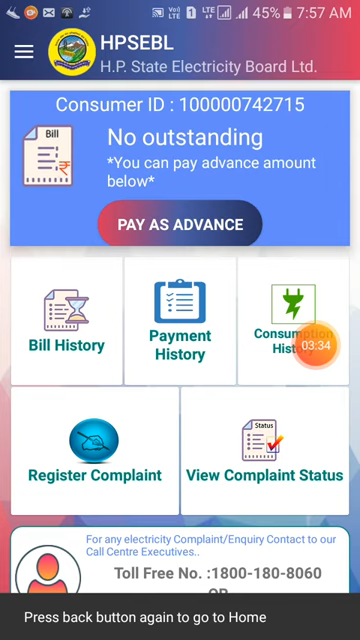 45% 7:57 AM
HPSEBL
H.P. State Electricity Board Ltd.
Consumer ID : 100000742715
Bill
No outstanding
*You can pay advance amount
below*
PAY AS ADVANCE
Bill History
Payment
History
Consumption
03:34
Register Complaint
Status
View Complaint Status
For any electricity Complaint/Enquiry Contact to our
Call Centre Executives..
Toll Free No. :1800-180-8060
OR
Press back button again to go to Home